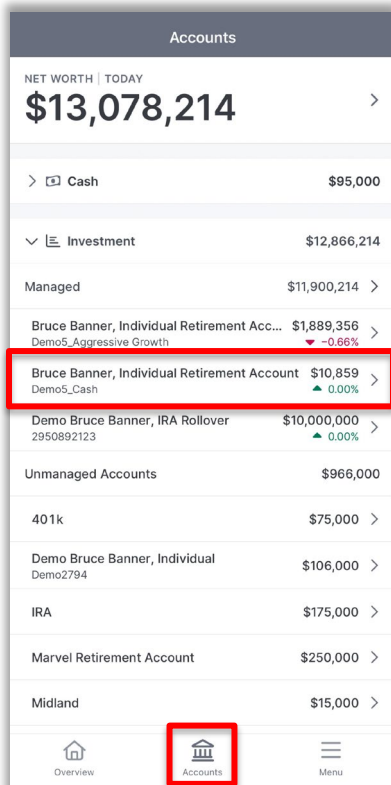 Accounts
NET WORTH | TODAY
$13,078,214
Cash $95,000
Investment $12,866,214
Managed $11,900,214
Bruce Banner, Individual Retirement Acc... $1,889,356
Demo5_Aggressive Growth -0.66%
Bruce Banner, Individual Retirement Account $10,859
Demo5_Cash 0.00%
Demo Bruce Banner, IRA Rollover $10,000,000
2950892123 0.00%
Unmanaged Accounts $966,000
401k $75,000
Demo Bruce Banner, Individual $106,000
Demo2794
IRA $175,000
Marvel Retirement Account $250,000
Midland $15,000
Overview Accounts Menu